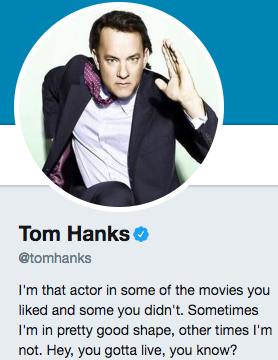 Tom Hanks
@tomhanks
I'm that actor in some of the movies you
liked and some you didn't. Sometimes
I'm in pretty good shape, other times I'm
not. Hey, you gotta live, you know?